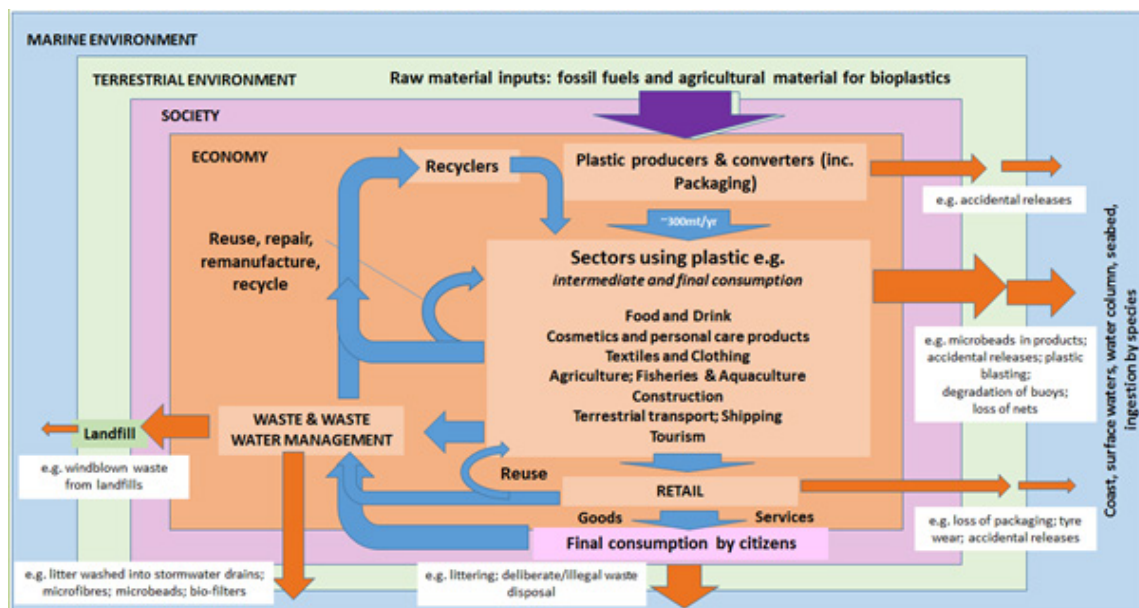 MARINE ENVIRONMENT
TERRESTRIAL ENVIRONMENT
Raw material inputs: fossil fuels and agricultural material for bioplastics
SOCIETY
ECONOMY
Recyclers
Plastic producers & converters (inc.
Packaging)
e.g. accidental releases
~300mt/yr
Reuse, repair,
remanufacture,
recycle
Sectors using plastic e.g.
intermediate and final consumption
Food and Drink
Cosmetics and personal care products
Textiles and Clothing
Agriculture; Fisheries & Aquaculture
Construction
Terrestrial transport; Shipping
Tourism
e.g. microbeads in products;
accidental releases; plastic
blasting;
degradation of buoys;
loss of nets
Coast, surface waters, water column, seabed,
ingestion by species
WASTE & WASTE
WATER MANAGEMENT
Landfill
e.g. windblown waste
from landfills
Reuse
RETAIL
e.g. loss of packaging; tyre
wear; accidental releases
Goods
Services
Final consumption by citizens
e.g. litter washed into stormwater drains;
microfibres; microbeads; bio-filters
e.g. littering; deliberate/illegal waste
disposal